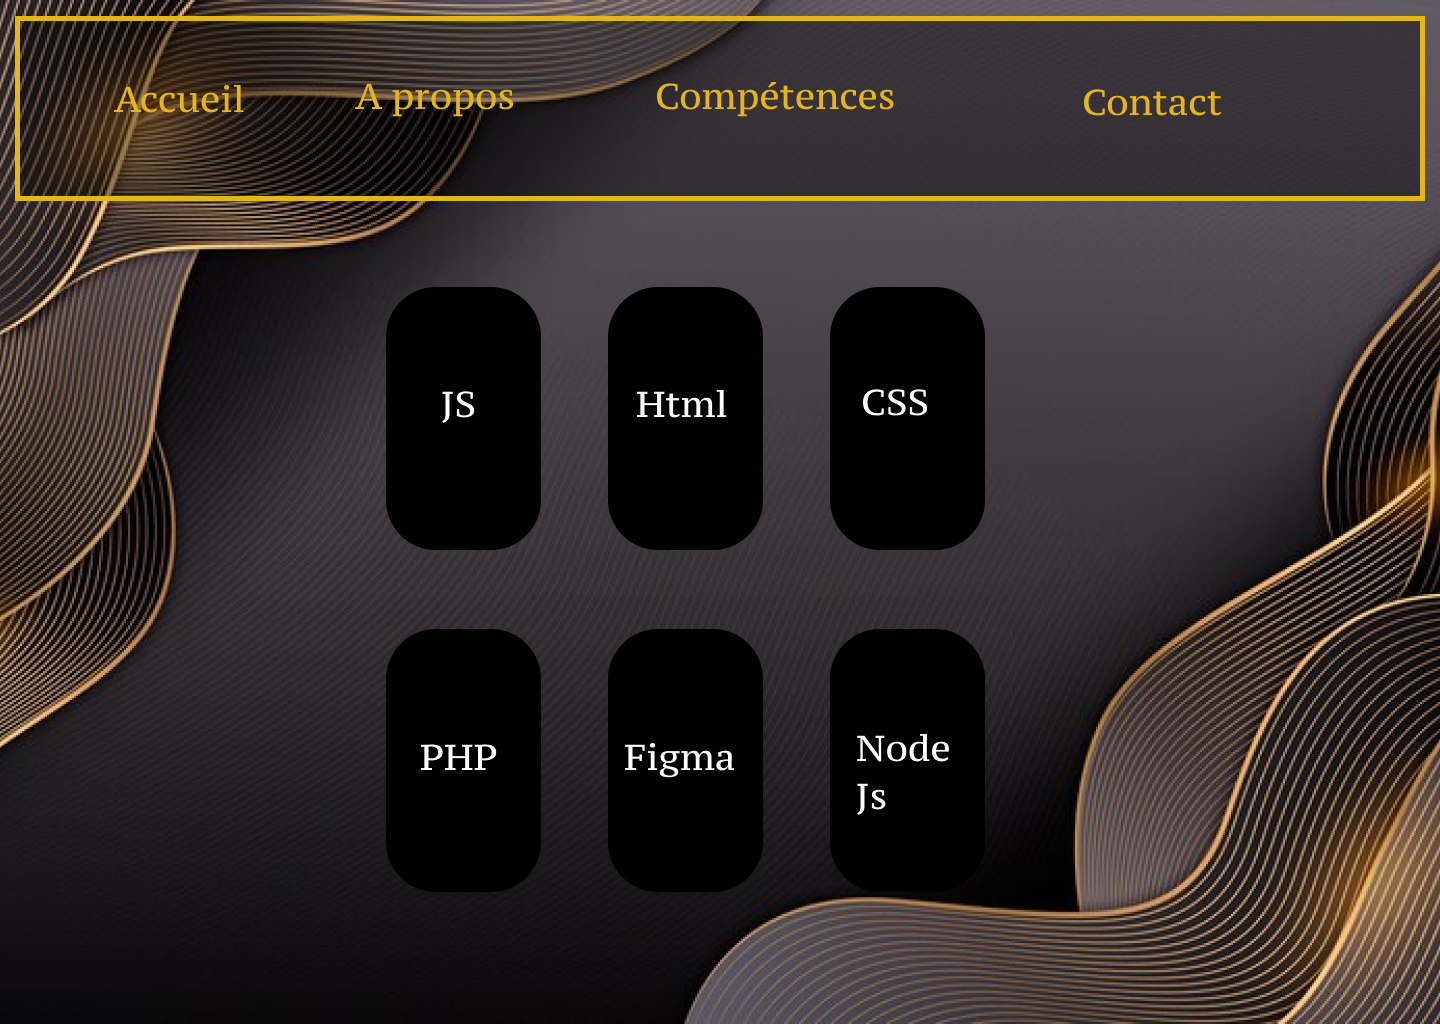 Accueil A propos Compétences Contact
JS Html CSS
PHP Figma Node
Js